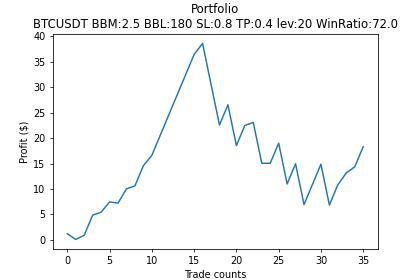 Portfolio
BTCUSDT BBM:2.5 BBL:180 SL:0.8 TP:0.4 lev:20 WinRatio:72.0
40
35
30
25
20
15
10
5
0
Profit ($)
0 5 10 15 20 25 30 35
Trade counts